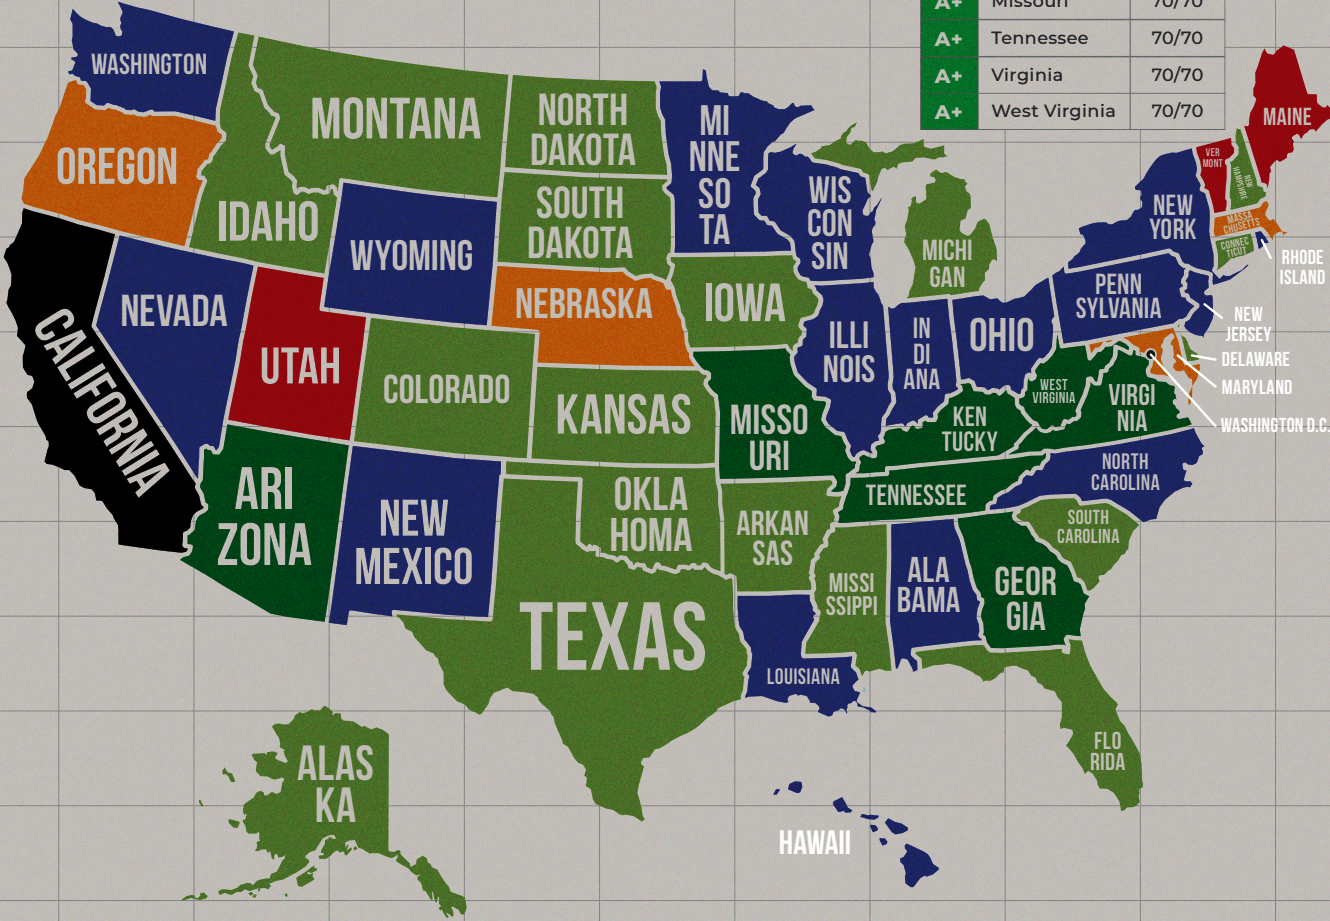 A+ Missouri 70/70
A+ Tennessee 70/70
A+ Virginia 70/70
A+ West Virginia 70/70
WASHINGTON
MONTANA
NORTH
DAKOTA
MI
NNE
SO
TA
MAINE
OREGON
IDAHO
SOUTH
DAKOTA
WIS
CON
SIN
VER
MONT
NEW
HAMPSHIRE
NEW
YORK
MASSA
CHUSETTS
CONNEC
TICUT
RHODE
ISLAND
WYOMING
MICHI
GAN
NEVADA
NEBRASKA
IOWA
PENN
SYLVANIA
NEW
JERSEY
CALIFORNIA
UTAH
COLORADO
ILLI
NOIS
IN
DI
ANA
OHIO
DELAWARE
MARYLAND
WASHINGTON D.C.
KANSAS
MISSO
URI
WEST
VIRGINIA
VIRGI
NIA
KEN
TUCKY
ARI
ZONA
NEW
MEXICO
OKLA
HOMA
ARKAN
SAS
TENNESSEE
NORTH
CAROLINA
SOUTH
CAROLINA
TEXAS
MISSI
SSIPPI
ALA
BAMA
GEOR
GIA
LOUISIANA
FLO
RIDA
ALAS
KA
HAWAII